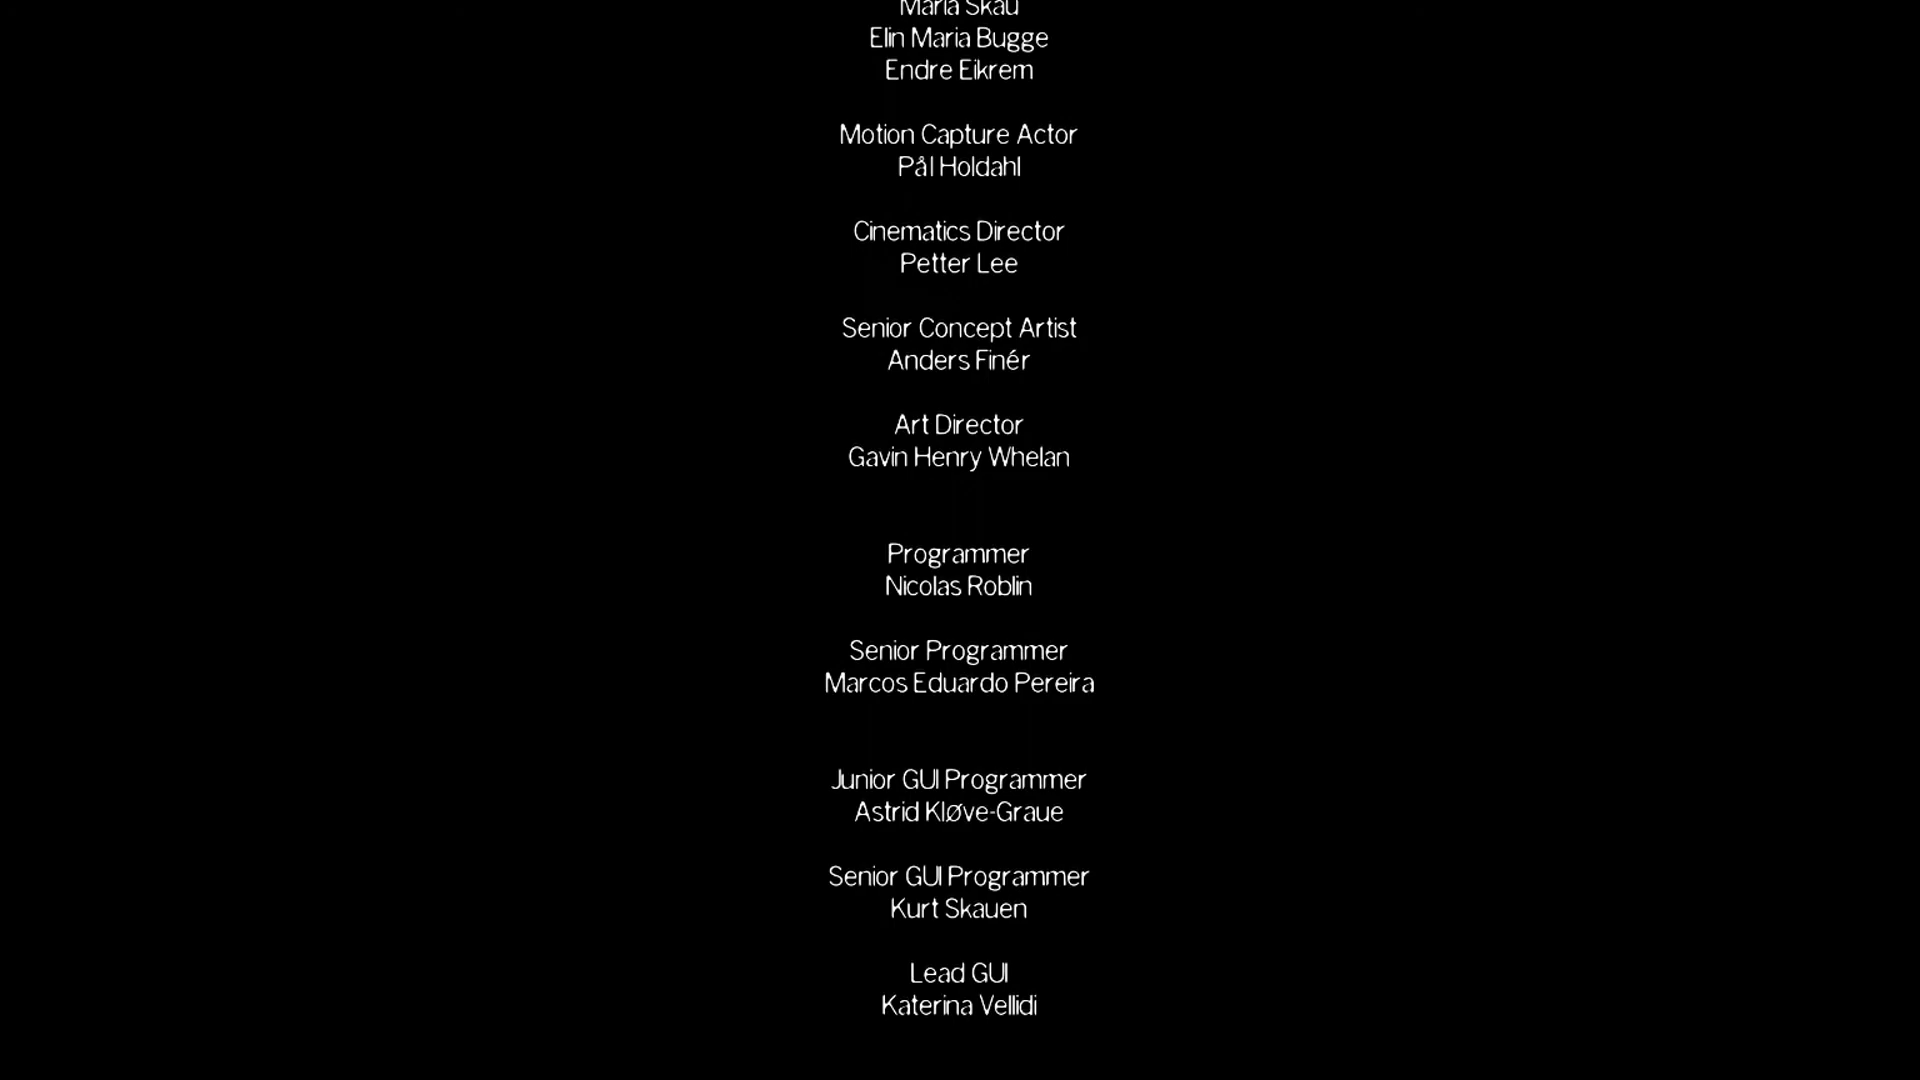 Maria Skau
Elin Maria Bugge
Endre Eikrem
Motion Capture Actor
Pål Holdahl
Cinematics Director
Petter Lee
Senior Concept Artist
Anders Finér
Art Director
Gavin Henry Whelan
Programmer
Nicolas Roblin
Senior Programmer
Marcos Eduardo Pereira
Junior GUI Programmer
Astrid Kløve-Graue
Senior GUI Programmer
Kurt Skauen
Lead GUI
Katerina Vellidi